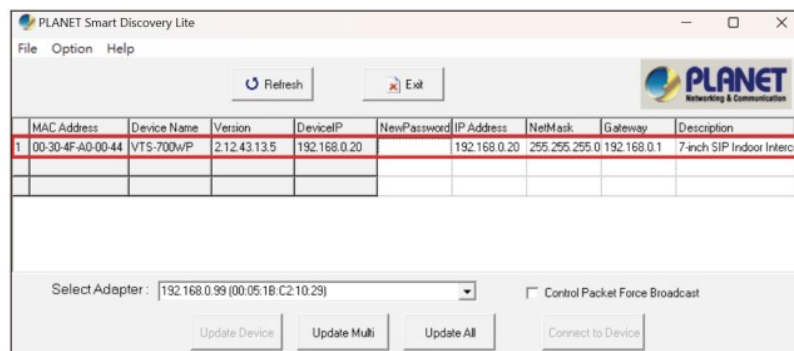 PLANET Smart Discovery Lite
File Option Help
Refresh Exit
PLANET
Networking & Communication
MAC Address Device Name Version DeviceIP NewPassword IP Address NetMask Gateway Description
1 00-30-4F-A0-00-44 VTS-700WP 2.12.43.13.5 192.168.0.20 192.168.0.20 255.255.255.0 192.168.0.1 7-inch SIP Indoor Interc
Select Adapter : 192.168.0.99 (00:05:1B:C2:10:29) Control Packet Force Broadcast
Update Device Update Multi Update All Connect to Device